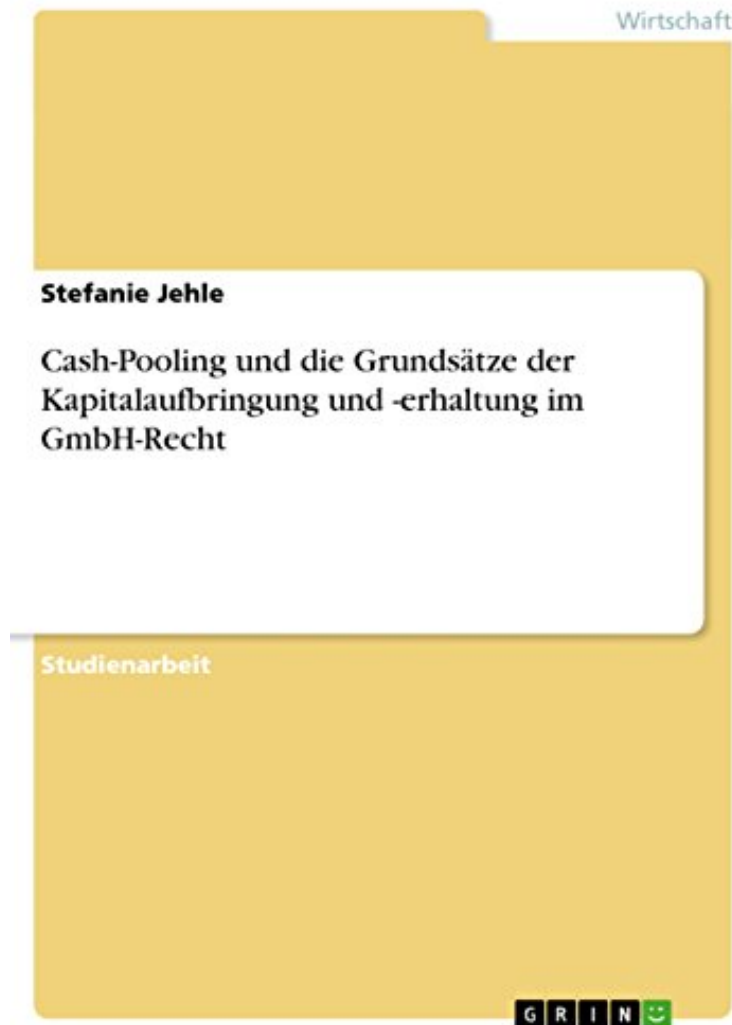 Wirtschaft
Stefanie Jehle
Cash-Pooling und die Grundsätze der
Kapitalaufbringung und -erhaltung im
GmbH-Recht
Studienarbeit
GRIN